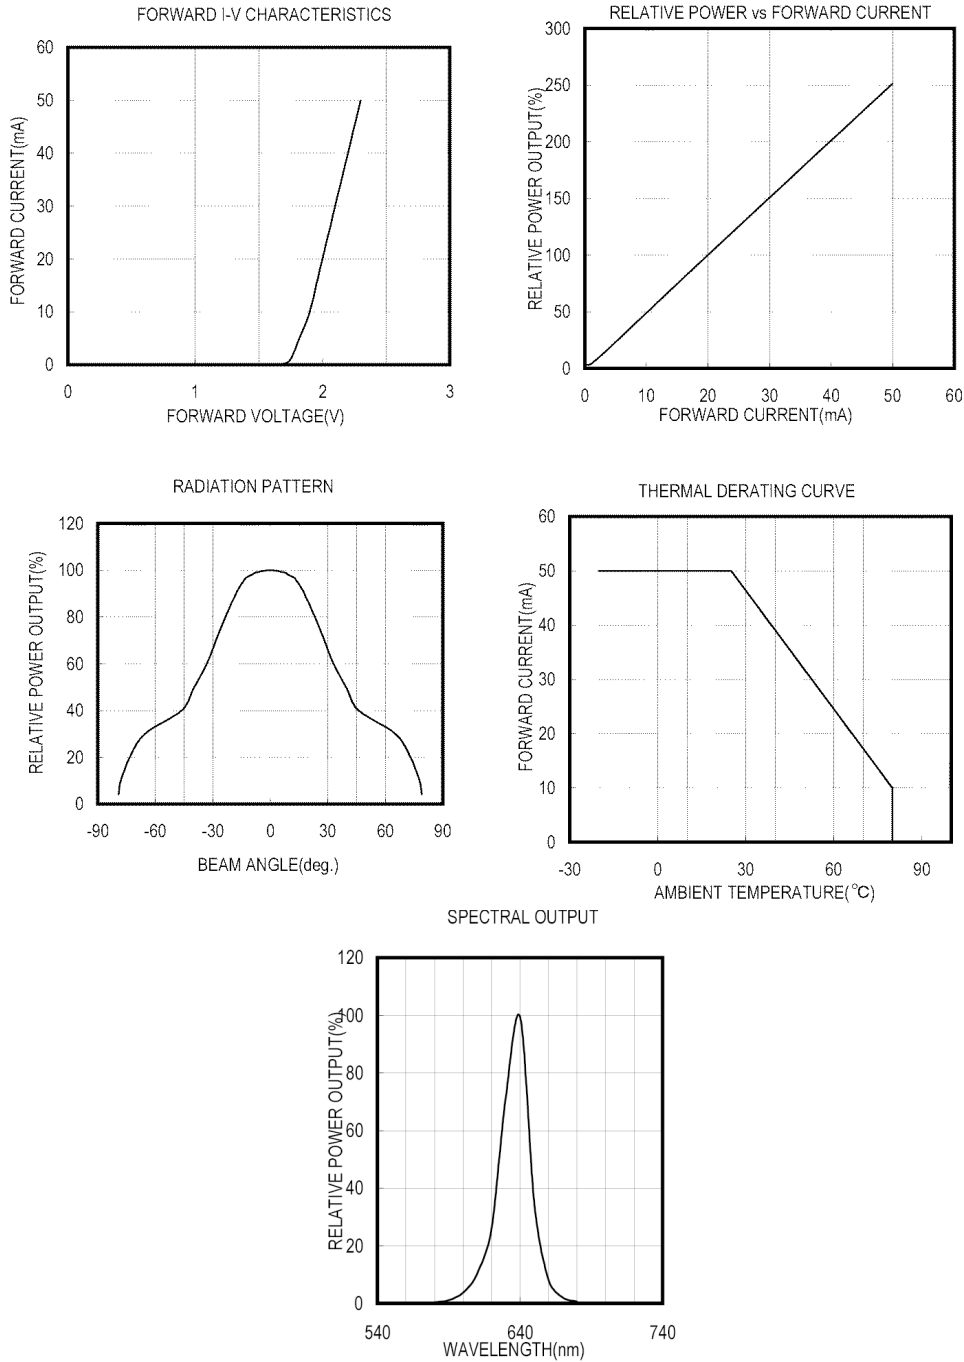 FORWARD I-V CHARACTERISTICS
60
50
40
30
20
10
0
FORWARD CURRENT(mA)
0 1 2 3
FORWARD VOLTAGE(V)
RELATIVE POWER vs FORWARD CURRENT
300
250
200
150
100
50
0
RELATIVE POWER OUTPUT(%)
0 10 20 30 40 50 60
FORWARD CURRENT(mA)
RADIATION PATTERN
120
100
80
60
40
20
0
RELATIVE POWER OUTPUT(%)
-90 -60 -30 0 30 60 90
BEAM ANGLE(deg.)
THERMAL DERATING CURVE
60
50
40
30
20
10
0
FORWARD CURRENT(mA)
-30 0 30 60 90
AMBIENT TEMPERATURE(°C)
SPECTRAL OUTPUT
120
100
80
60
40
20
0
RELATIVE POWER OUTPUT(%)
540 640 740
WAVELENGTH(nm)